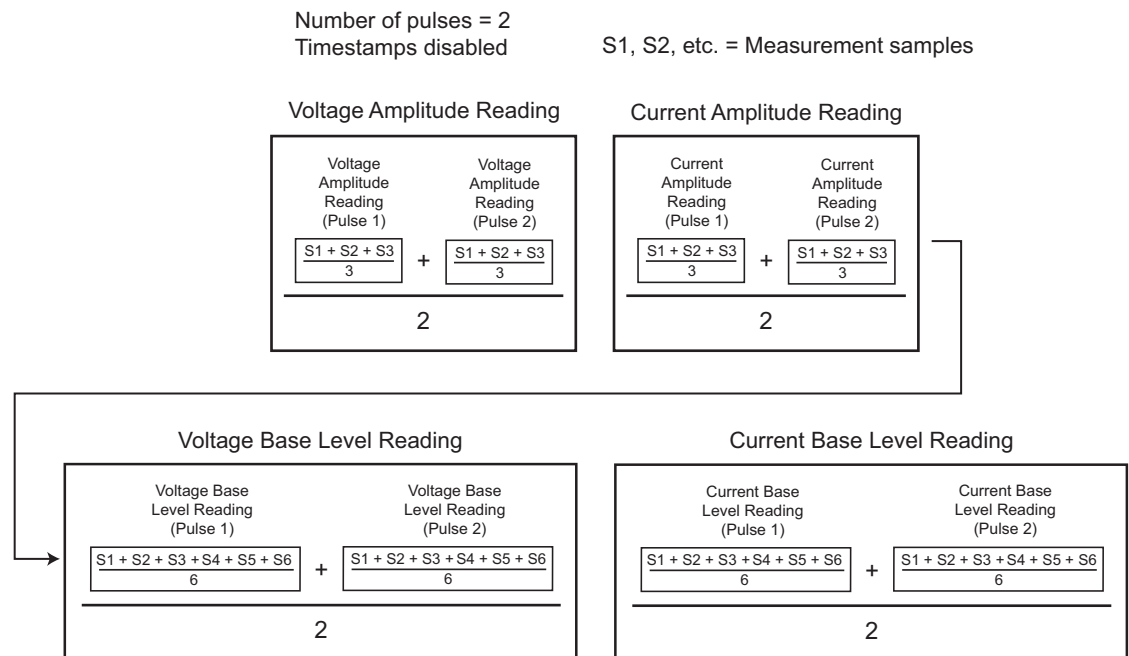 Number of pulses = 2
Timestamps disabled
S1, S2, etc. = Measurement samples
Voltage Amplitude Reading
Voltage
Amplitude
Reading
(Pulse 1)
S1 + S2 + S3
3
+
Voltage
Amplitude
Reading
(Pulse 2)
S1 + S2 + S3
3
2
Current Amplitude Reading
Current
Amplitude
Reading
(Pulse 1)
S1 + S2 + S3
3
+
Current
Amplitude
Reading
(Pulse 2)
S1 + S2 + S3
3
2
Voltage Base Level Reading
Voltage Base
Level Reading
(Pulse 1)
S1 + S2 + S3 + S4 + S5 + S6
6
+
Voltage Base
Level Reading
(Pulse 2)
S1 + S2 + S3 + S4 + S5 + S6
6
2
Current Base Level Reading
Current Base
Level Reading
(Pulse 1)
S1 + S2 + S3 + S4 + S5 + S6
6
+
Current Base
Level Reading
(Pulse 2)
S1 + S2 + S3 + S4 + S5 + S6
6
2